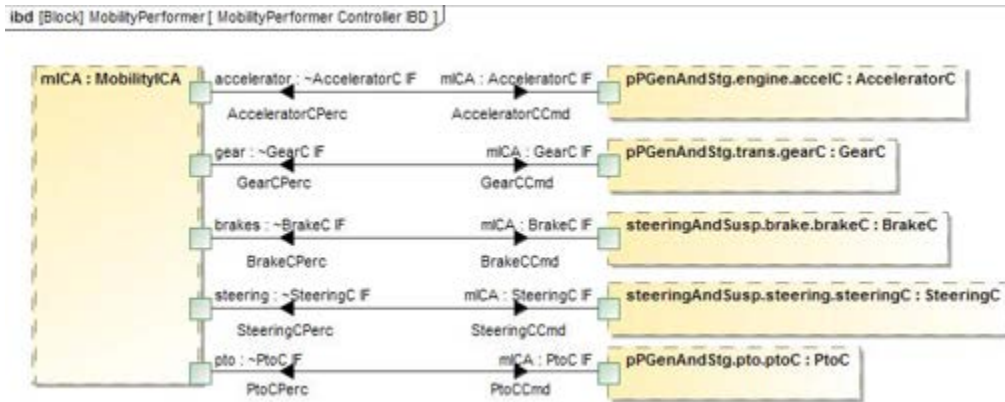 ibd [Block] MobilityPerformer [ MobilityPerformer Controller IBD ]
mICA : MobilityICA
accelerator : ~AcceleratorC IF
mICA : AcceleratorC IF
pPGenAndStg.engine.accelC : AcceleratorC
AcceleratorCPerc
AcceleratorCCmd
gear : ~GearC IF
mICA : GearC IF
pPGenAndStg.trans.gearC : GearC
GearCPerc
GearCCmd
brakes : ~BrakeC IF
mICA : BrakeC IF
steeringAndSusp.brake.brakeC : BrakeC
BrakeCPerc
BrakeCCmd
steering : ~SteeringC IF
mICA : SteeringC IF
steeringAndSusp.steering.steeringC : SteeringC
SteeringCPerc
SteeringCCmd
pto : ~PtoC IF
mICA : PtoC IF
pPGenAndStg.pto.ptoC : PtoC
PtoCPerc
PtoCCmd